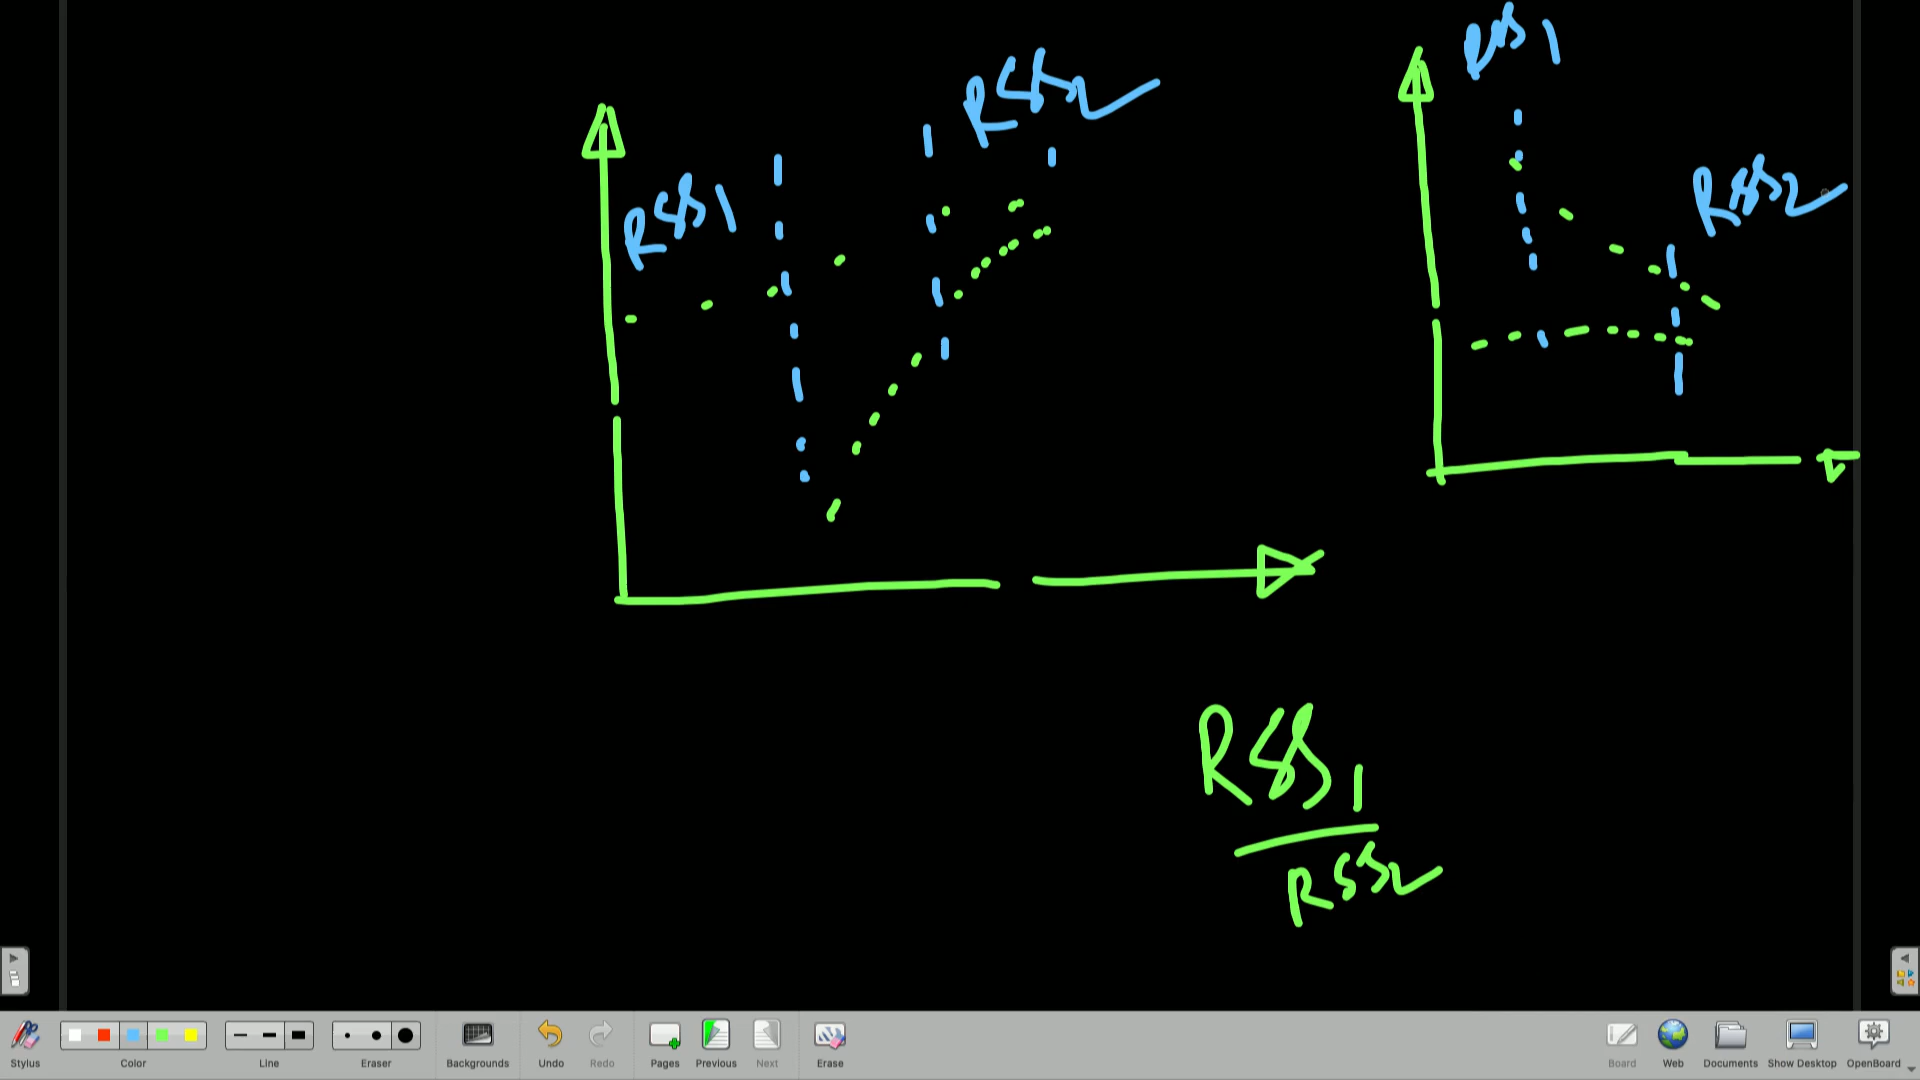 RSS1
RSS2
RSS1
RSS2
RSS1
RSS2
Stylus
Color
Line
Eraser
Backgrounds
Undo
Redo
Pages
Previous
Next
Erase
Board
Web
Documents
Show Desktop
OpenBoard